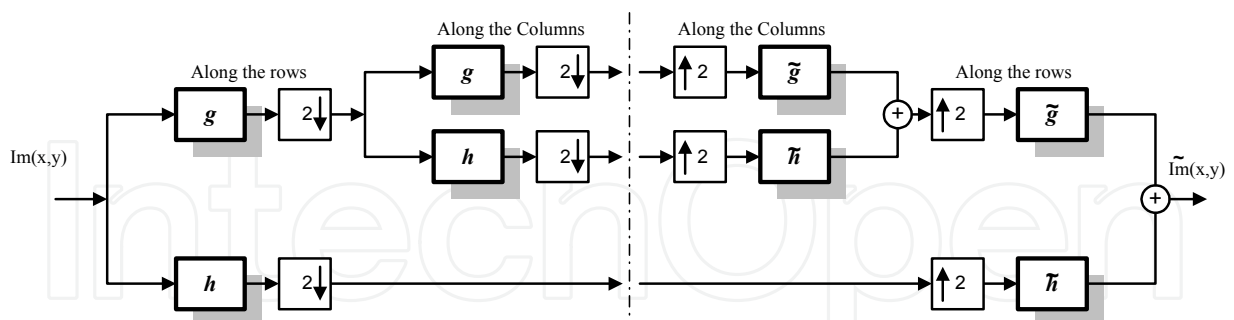 Along the Columns
Along the Columns
Along the rows
g
2
2
g̃
Along the rows
g
2
+
2
g̃
h
2
2
h̃
Im(x,y)
Ĩm(x,y)
+
h
2
2
h̃
IntechOpen